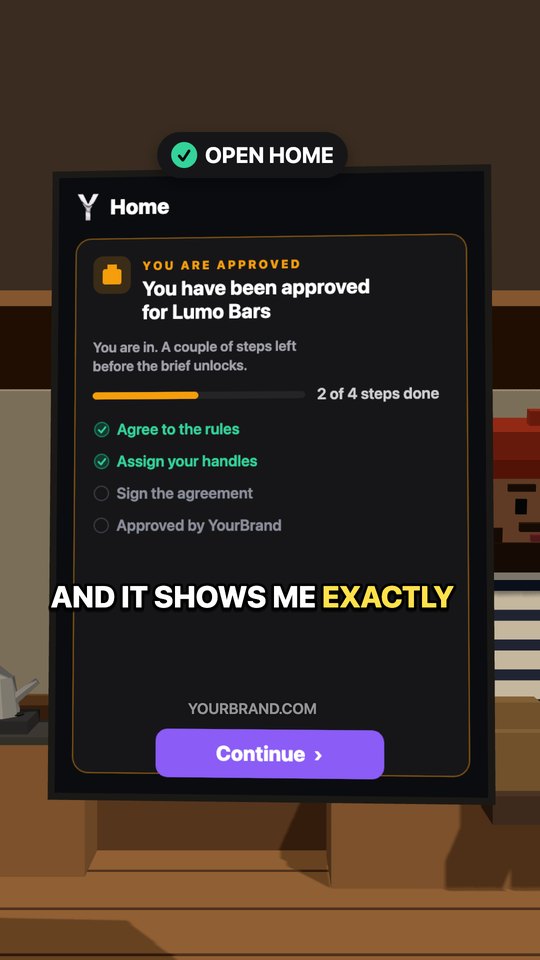 OPEN HOME
Home
YOU ARE APPROVED
You have been approved
for Lumo Bars
You are in. A couple of steps left
before the brief unlocks.
2 of 4 steps done
Agree to the rules
Assign your handles
Sign the agreement
Approved by YourBrand
AND IT SHOWS ME EXACTLY
YOURBRAND.COM
Continue ›